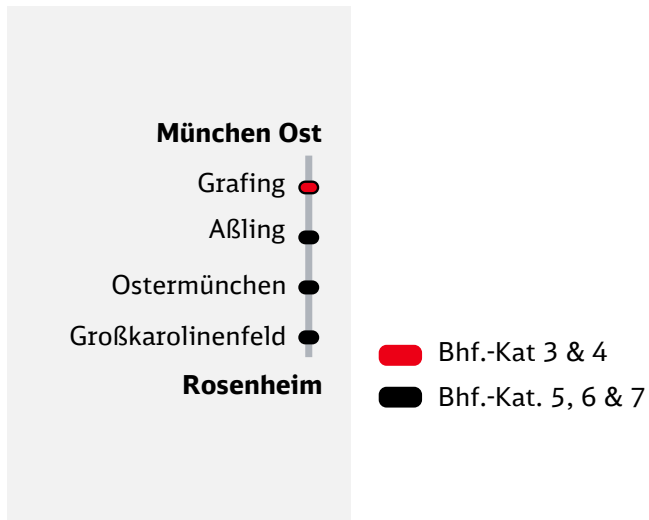 München Ost
Grafing
Aßling
Ostermünchen
Großkarolinenfeld
Rosenheim
Bhf.-Kat 3 & 4
Bhf.-Kat. 5, 6 & 7